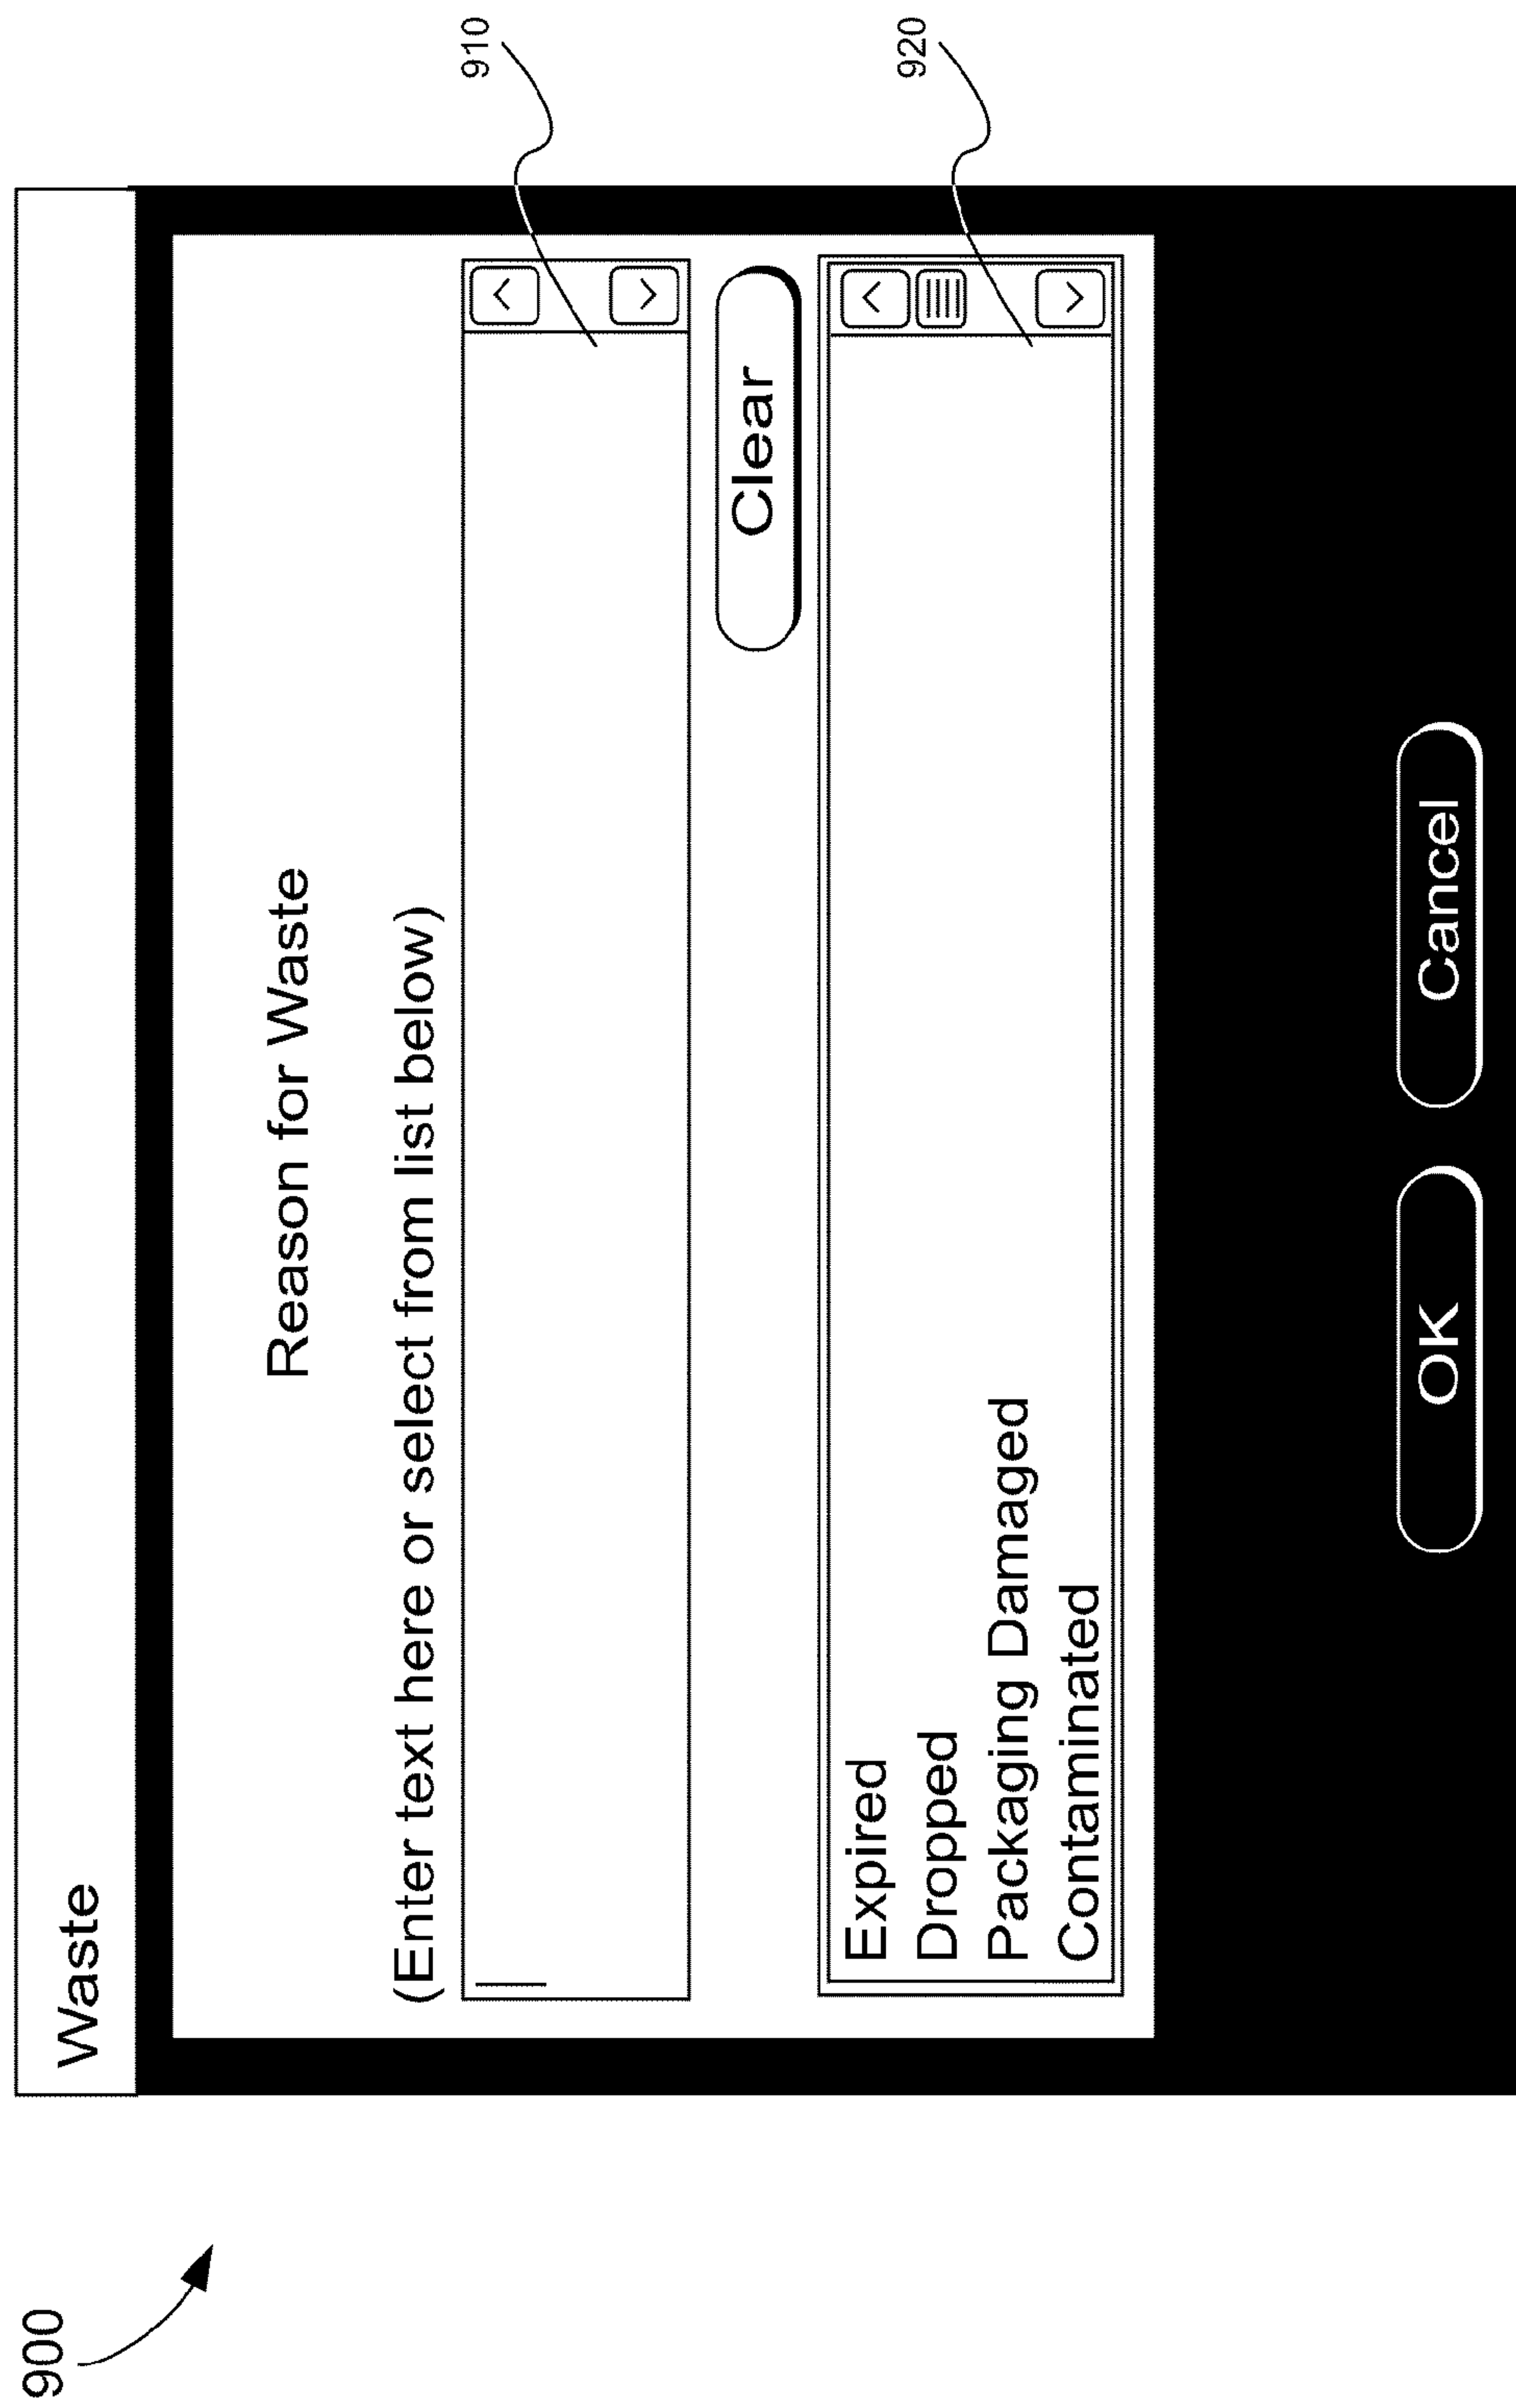 900
Waste
Reason for Waste
(Enter text here or select from list below)
910
Clear
Expired
Dropped
Packaging Damaged
Contaminated
920
OK
Cancel